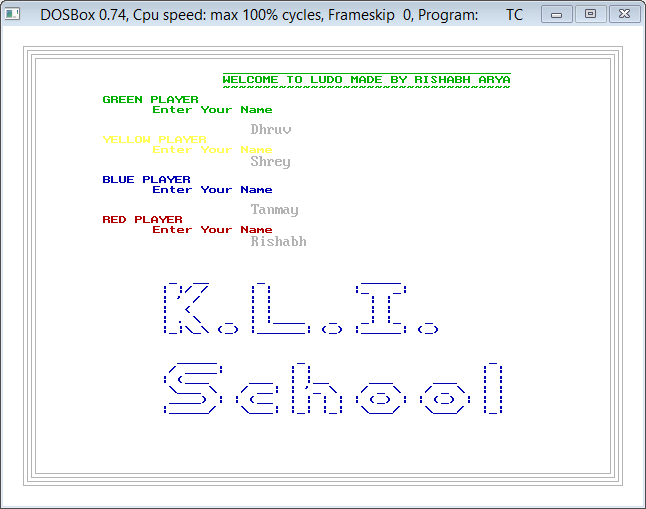 DOSBox 0.74, Cpu speed: max 100% cycles, Frameskip 0, Program: TC
WELCOME TO LUDO MADE BY RISHABH ARYA
GREEN PLAYER
Enter Your Name
Dhruv
YELLOW PLAYER
Enter Your Name
Shrey
BLUE PLAYER
Enter Your Name
Tanmay
RED PLAYER
Enter Your Name
Rishabh
K.L.I.
School